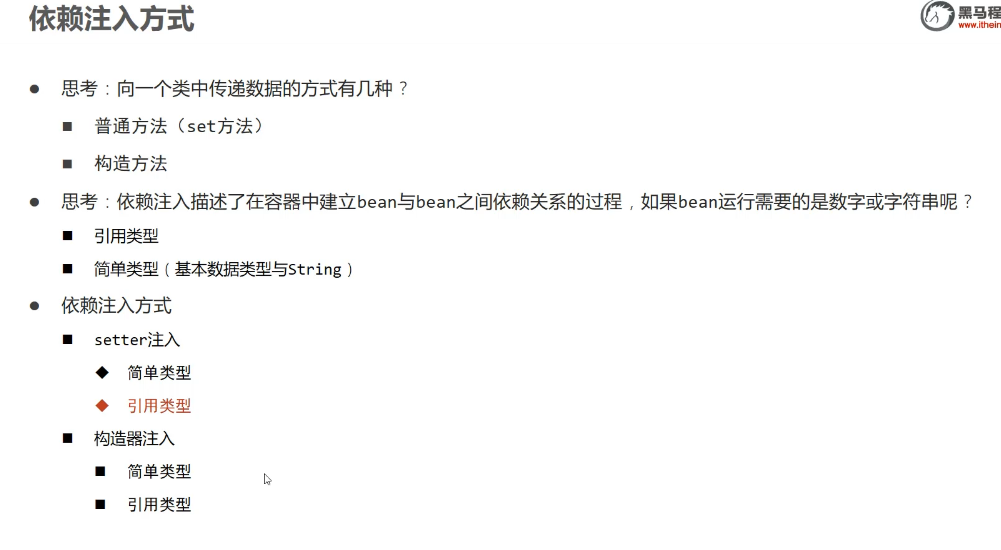 依赖注入方式
黑马程
www.ithein
思考：向一个类中传递数据的方式有几种？
普通方法（set方法）
构造方法
思考：依赖注入描述了在容器中建立bean与bean之间依赖关系的过程，如果bean运行需要的是数字或字符串呢？
引用类型
简单类型（基本数据类型与String）
依赖注入方式
setter注入
简单类型
引用类型
构造器注入
简单类型
引用类型